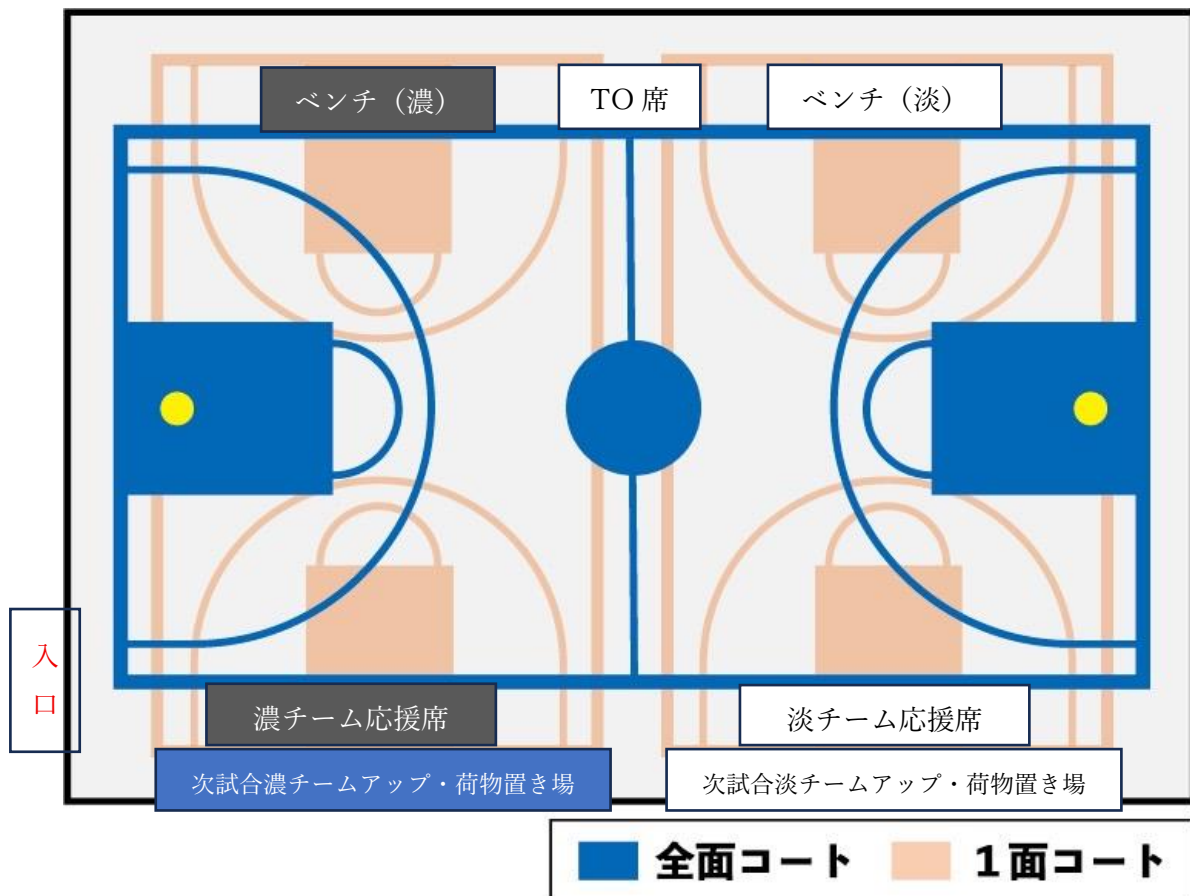 ベンチ（濃）
TO 席
ベンチ（淡）
入
口
濃チーム応援席
淡チーム応援席
次試合濃チームアップ・荷物置き場
次試合淡チームアップ・荷物置き場
全面コート
１面コート